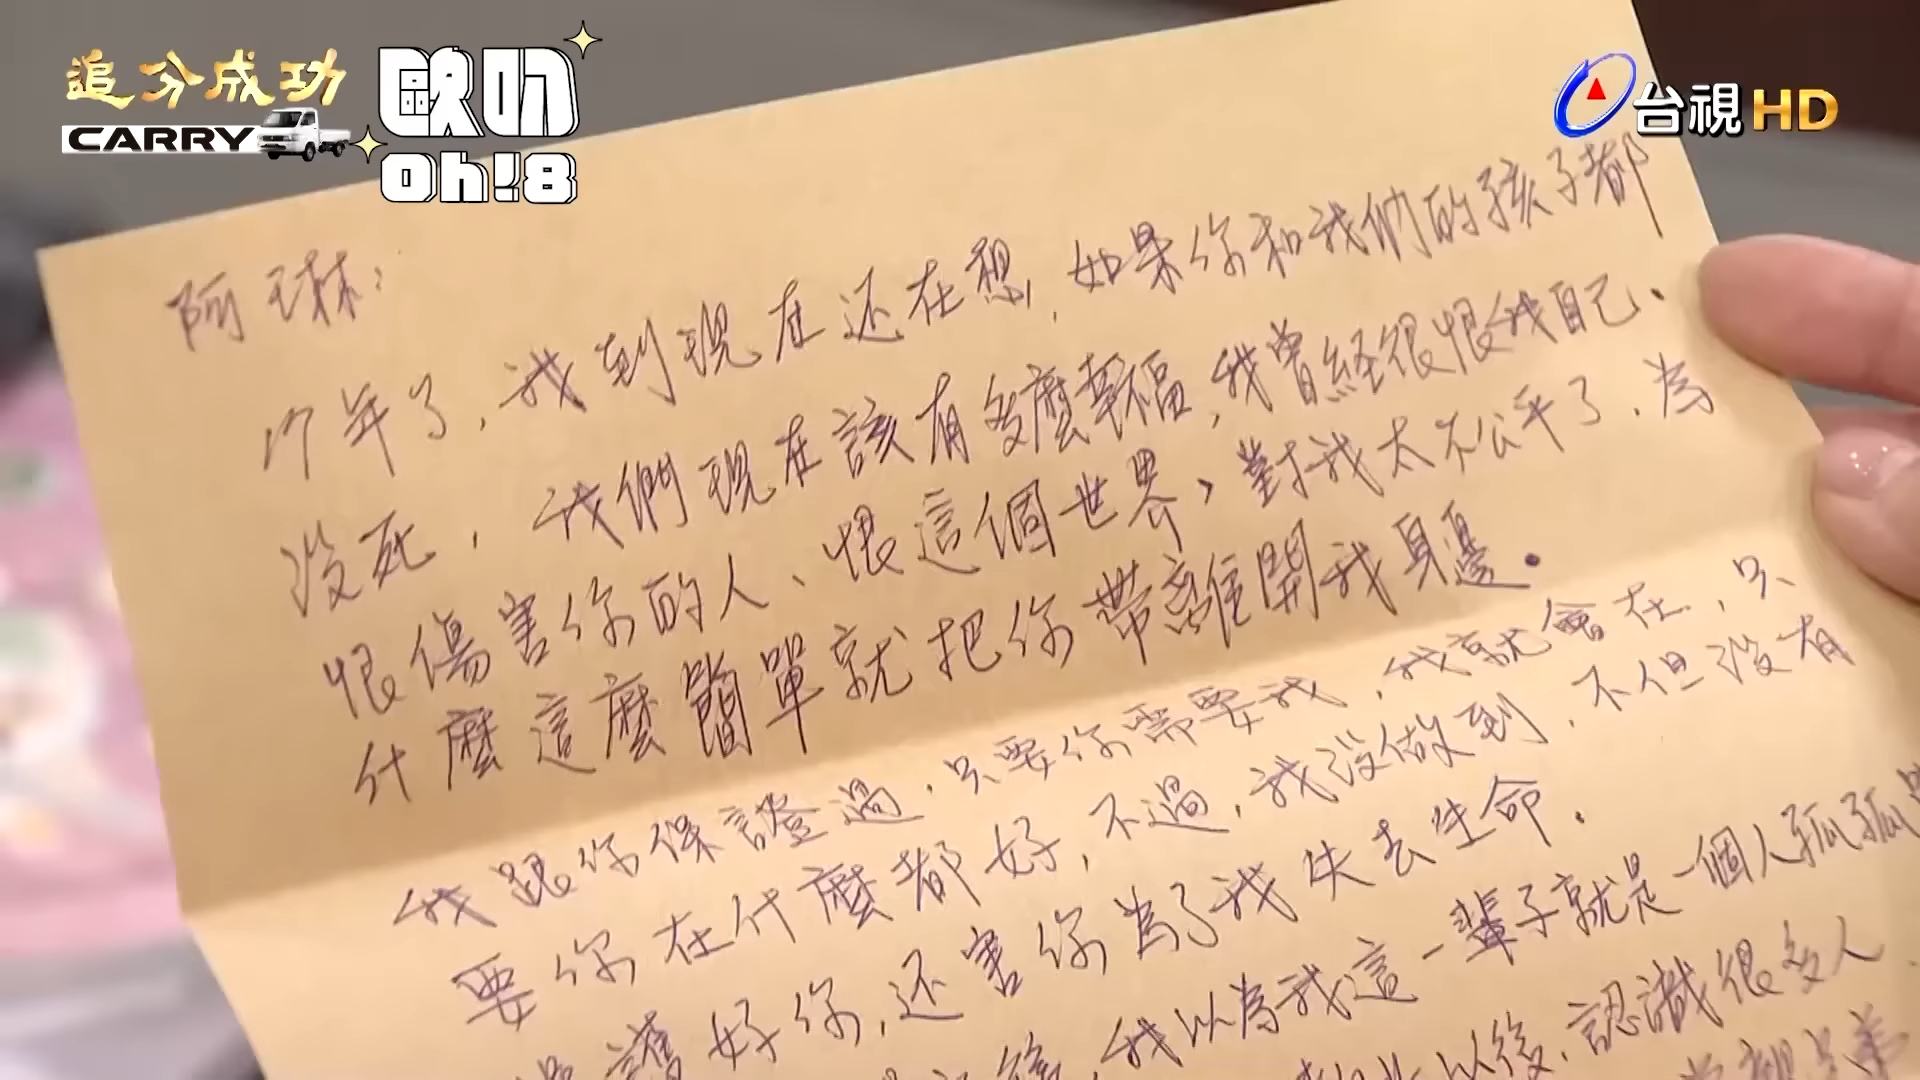 追分成功
CARRY
歐叭
Oh!8
台視HD
阿琳：
17年了，我到現在还在想，如果你和我們的孩子都
沒死，我們現在該有多麼幸福，我曾經很恨我自己、
恨傷害你的人、恨這個世界，對我太不公平了，為
什麼這麼簡單就把你帶離開我身邊。
我跟你保證過，只要你需要我，我就會在，只
要你在什麼都好，不過，我沒做到，不但沒有
護好你，还害你為了我失去生命。
後，我以為我這一輩子就是一個人孤孤
以後，認識很多人、